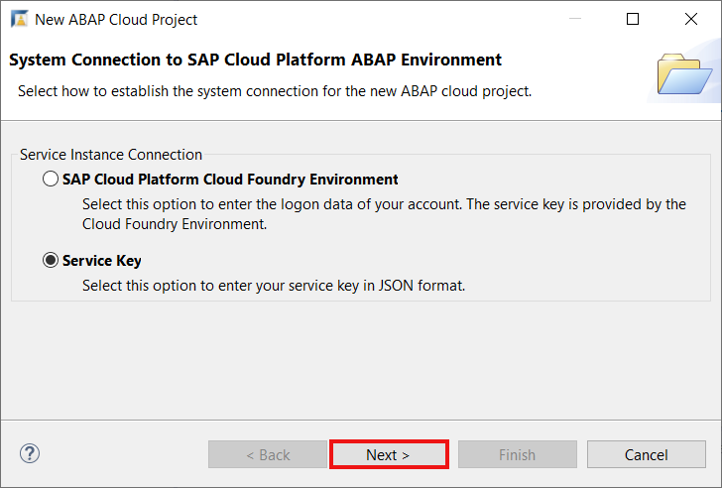 New ABAP Cloud Project
System Connection to SAP Cloud Platform ABAP Environment
Select how to establish the system connection for the new ABAP cloud project.
Service Instance Connection
SAP Cloud Platform Cloud Foundry Environment
Select this option to enter the logon data of your account. The service key is provided by the
Cloud Foundry Environment.
Service Key
Select this option to enter your service key in JSON format.
?
< Back
Next >
Finish
Cancel